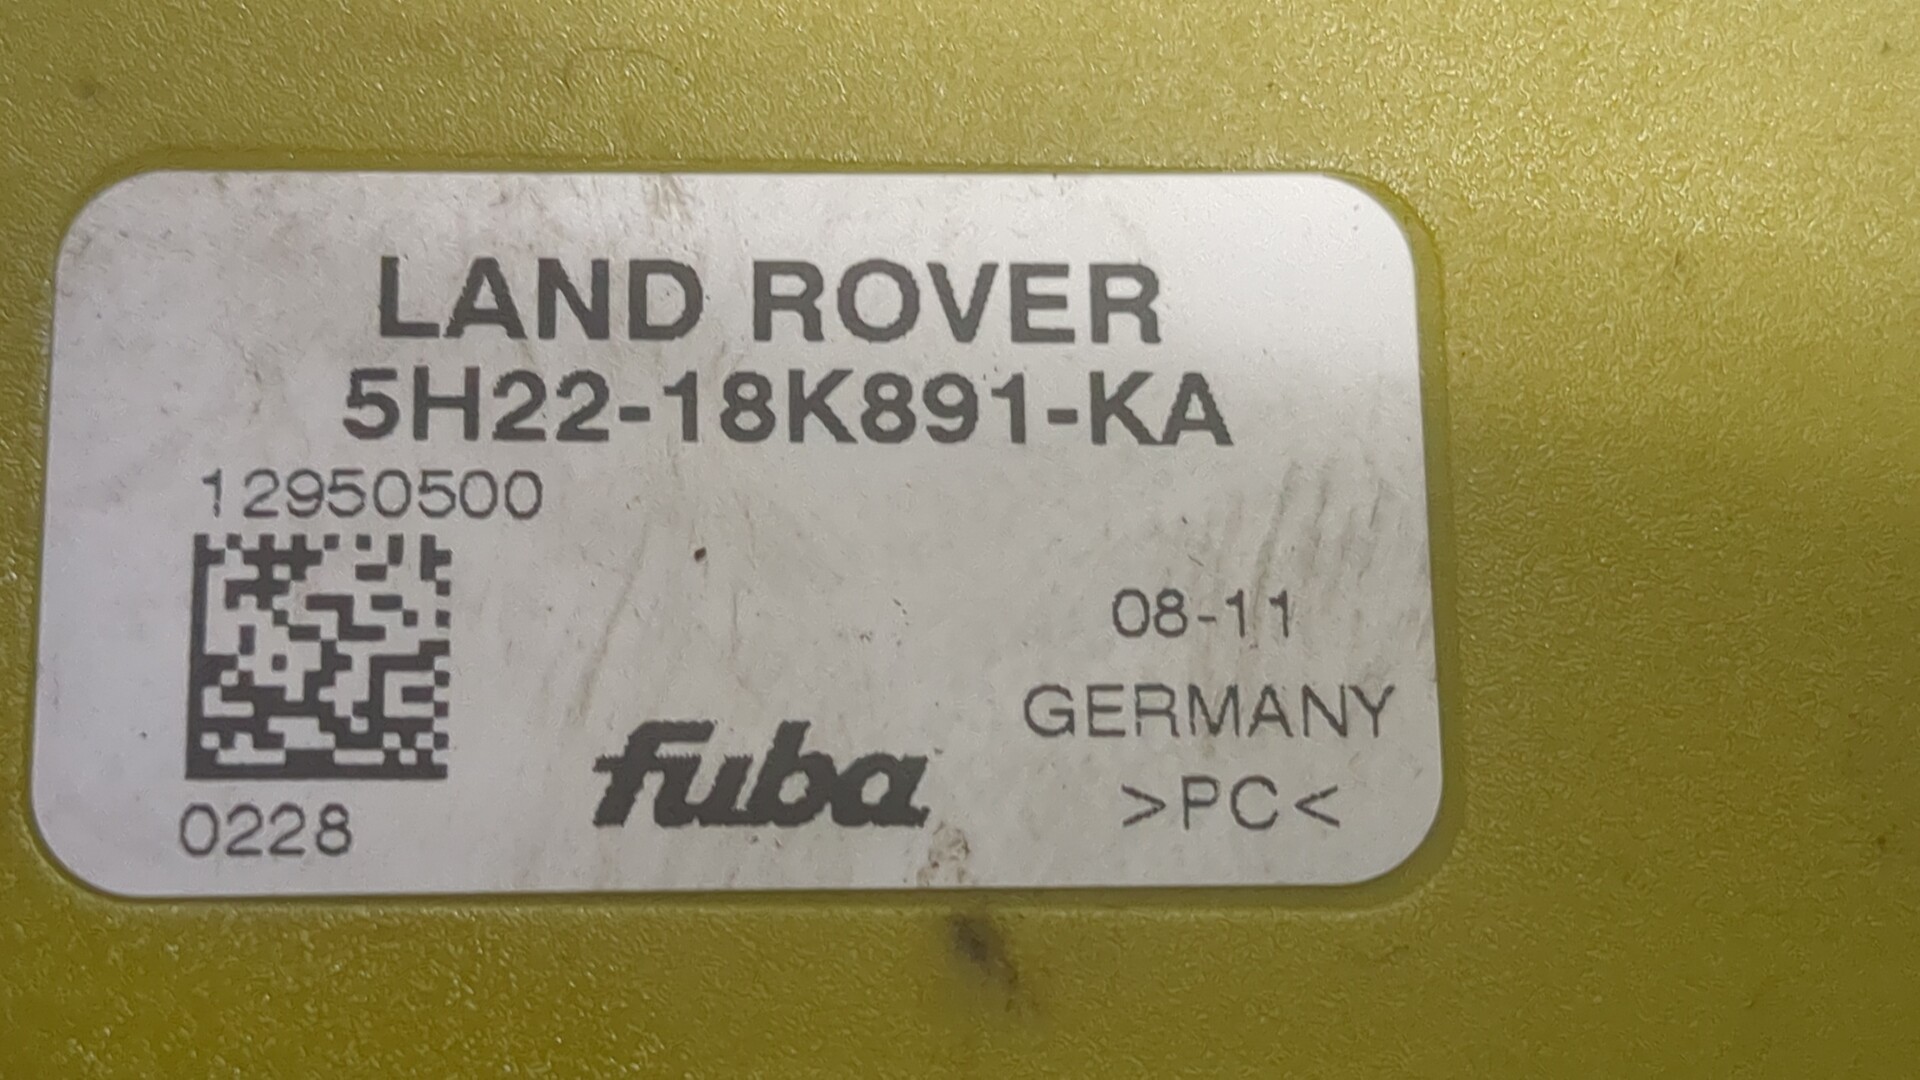 LAND ROVER
5H22-18K891-KA
12950500
08-11
GERMANY
fuba
>PC<
0228